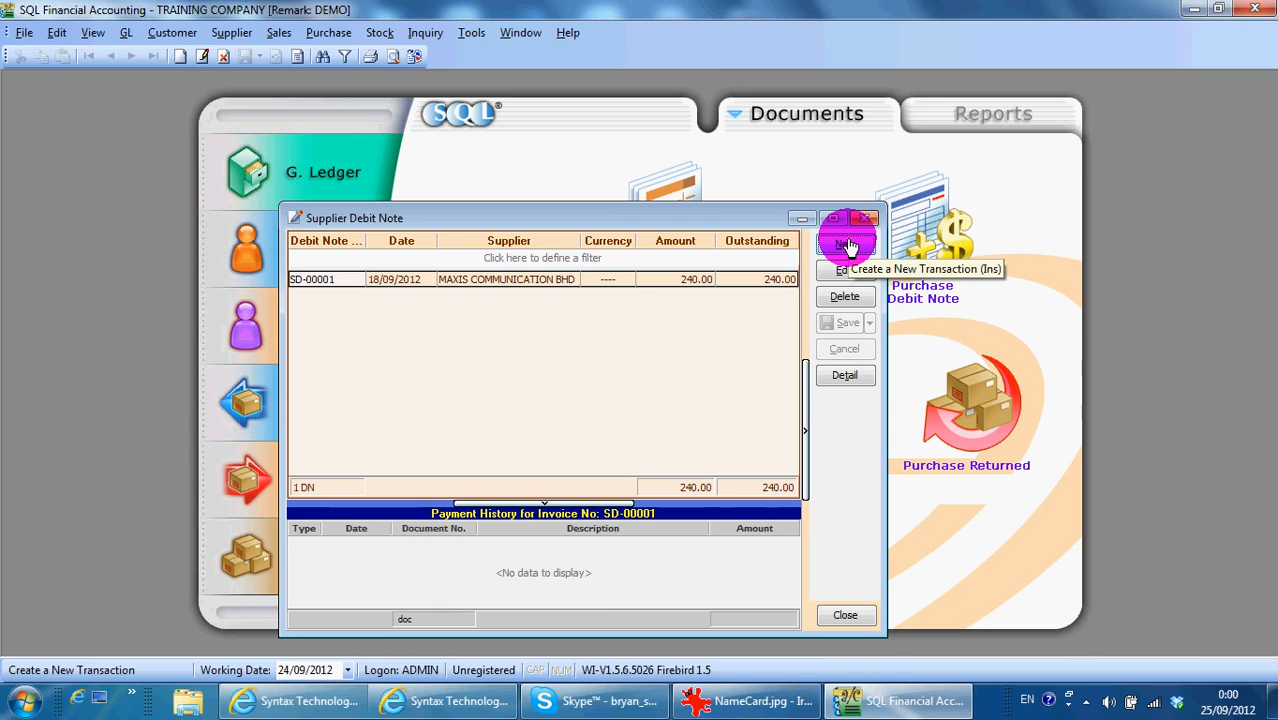 SQL Financial Accounting - TRAINING COMPANY [Remark: DEMO]
File Edit View GL Customer Supplier Sales Purchase Stock Inquiry Tools Window Help
SQL®
Documents
Reports
G. Ledger
Supplier Debit Note
Debit Note ... Date Supplier Currency Amount Outstanding
Click here to define a filter
SD-00001 18/09/2012 MAXIS COMMUNICATION BHD ---- 240.00 240.00
1 DN 240.00 240.00
Payment History for Invoice No: SD-00001
Type Date Document No. Description Amount
<No data to display>
doc
Create a New Transaction (Ins)
Delete
Save
Cancel
Detail
Close
Purchase
Debit Note
Purchase Returned
Create a New Transaction Working Date: 24/09/2012 Logon: ADMIN Unregistered CAP NUM WI-V1.5.6.5026 Firebird 1.5
Syntax Technolog... Syntax Technolog... Skype™ - bryan_s... NameCard.jpg - Ir... SQL Financial Acc... EN 0:00
25/09/2012